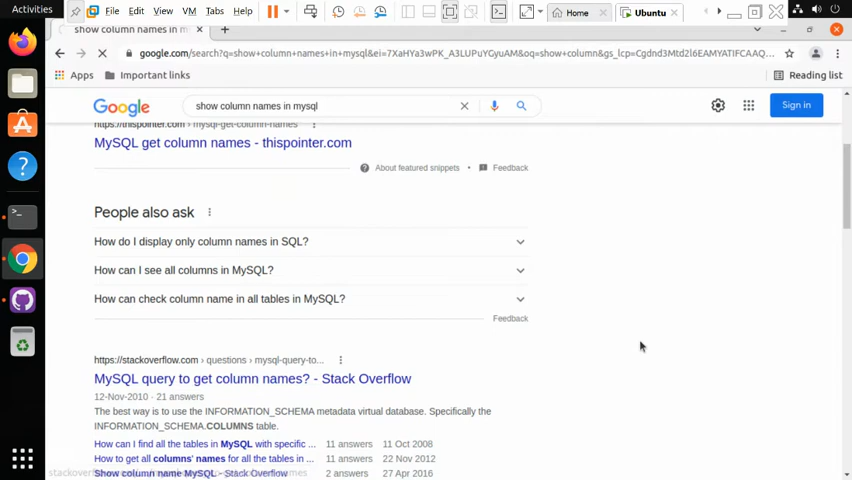 Activities
File Edit View VM Tabs Help
Home
Ubuntu
show column names in m
google.com/search?q=show+column+names+in+mysql&ei=7XaHYa3wPK_A3LUPuYGyuAM&oq=show+column&gs_lcp=Cgdnd3Mtd2l6EAMYATIFCAAQ...
Apps
Important links
Reading list
Google
show column names in mysql
Sign in
https://thispointer.com › mysql-get-column-names
MySQL get column names - thispointer.com
About featured snippets • Feedback
People also ask
How do I display only column names in SQL?
How can I see all columns in MySQL?
How can check column name in all tables in MySQL?
Feedback
https://stackoverflow.com › questions › mysql-query-to...
MySQL query to get column names? - Stack Overflow
12-Nov-2010 · 21 answers
The best way is to use the INFORMATION_SCHEMA metadata virtual database. Specifically the
INFORMATION_SCHEMA.COLUMNS table.
How can I find all the tables in MySQL with specific ... 11 answers 11 Oct 2008
How to get all columns' names for all the tables in ... 11 answers 22 Nov 2012
Show column name MySQL - Stack Overflow 2 answers 27 Apr 2016